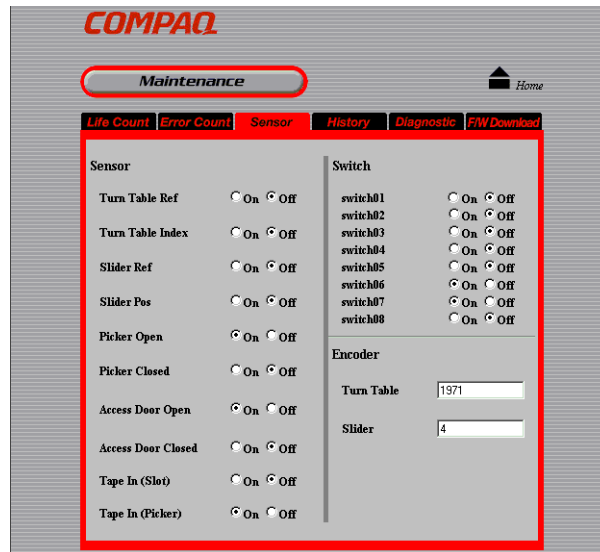 COMPAQ
Maintenance
Home
Life Count Error Count Sensor History Diagnostic F/W Download
Sensor
Turn Table Ref On Off
Turn Table Index On Off
Slider Ref On Off
Slider Pos On Off
Picker Open On Off
Picker Closed On Off
Access Door Open On Off
Access Door Closed On Off
Tape In (Slot) On Off
Tape In (Picker) On Off
Switch
switch01 On Off
switch02 On Off
switch03 On Off
switch04 On Off
switch05 On Off
switch06 On Off
switch07 On Off
switch08 On Off
Encoder
Turn Table 1971
Slider 4